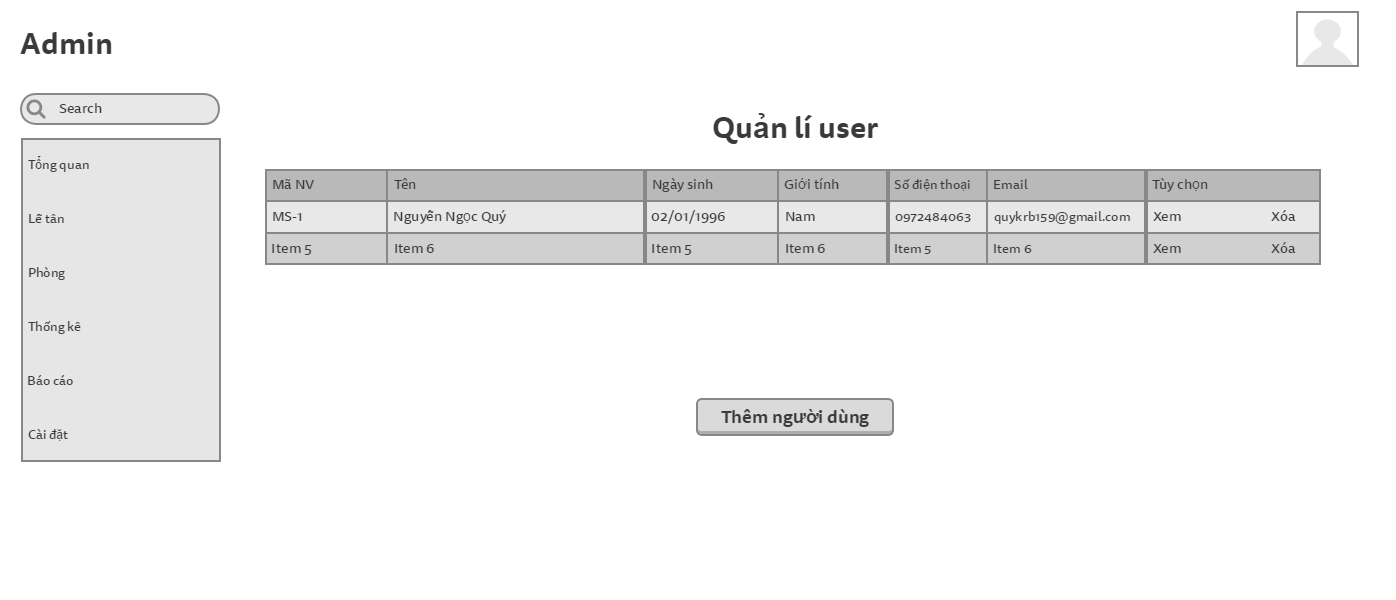 Admin
Search
Quản lí user
Tổng quan
Lễ tân
Phòng
Thống kê
Báo cáo
Cài đặt
Mã NV Tên Ngày sinh Giới tính Số điện thoại Email Tùy chọn
MS-1 Nguyễn Ngọc Quý 02/01/1996 Nam 0972484063 quykrb159@gmail.com Xem Xóa
Item 5 Item 6 Item 5 Item 6 Item 5 Item 6 Xem Xóa
Thêm người dùng